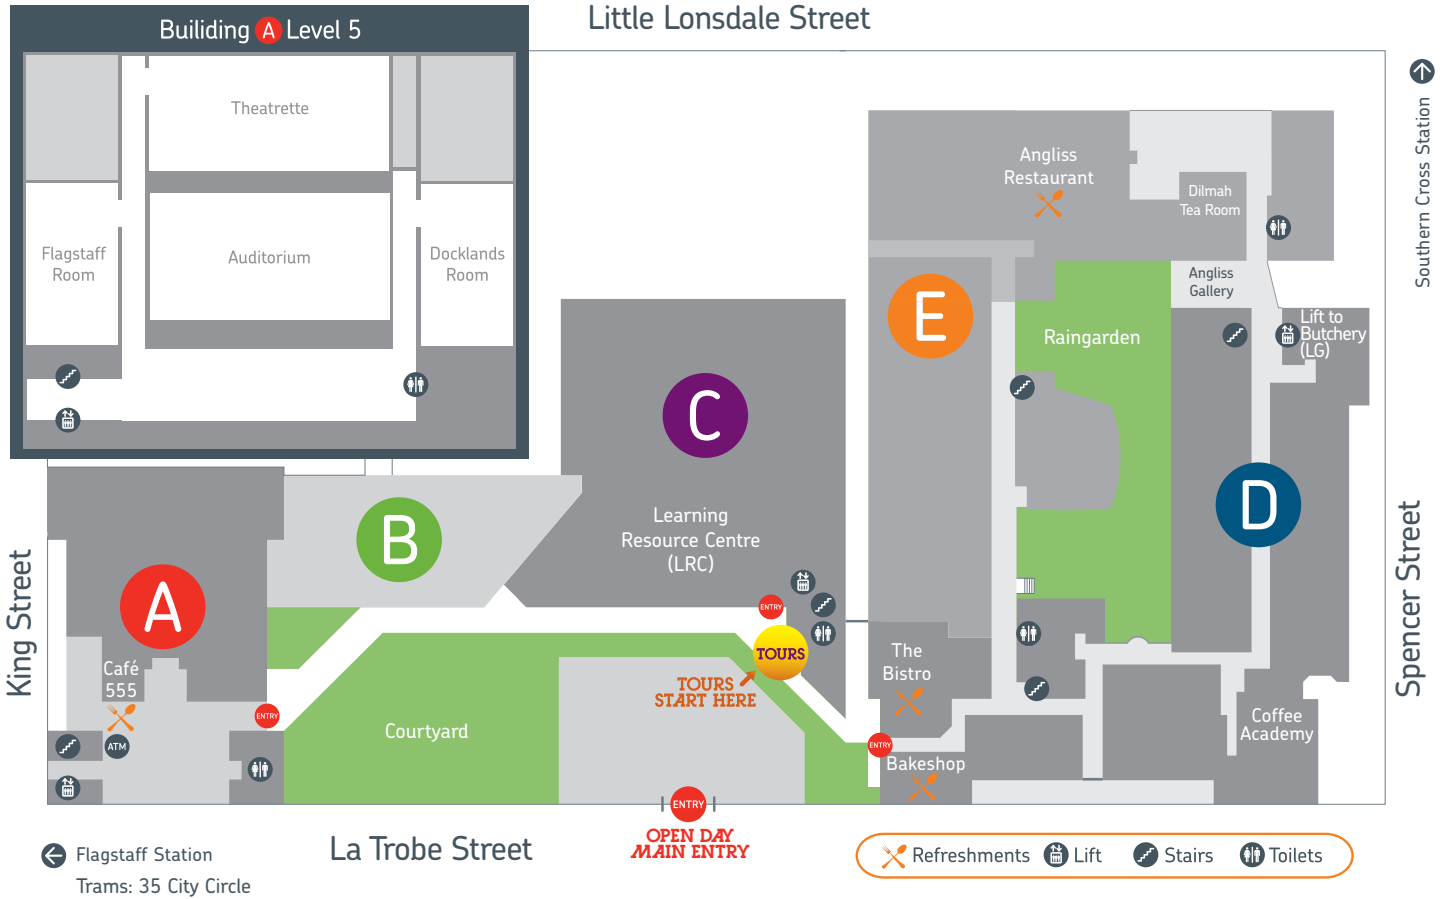 Little Lonsdale Street
Builiding A Level 5
Theatrette
Auditorium
Flagstaff
Room
Docklands
Room
Southern Cross Station
Angliss
Restaurant
Dilmah
Tea Room
Angliss
Gallery
Lift to
Butchery
(LG)
Raingarden
E
C
Learning
Resource Centre
(LRC)
B
A
D
King Street
Spencer Street
Café
555
ATM
ENTRY
ENTRY
TOURS
TOURS
START HERE
The
Bistro
Courtyard
ENTRY
Bakeshop
Coffee
Academy
ENTRY
OPEN DAY
MAIN ENTRY
La Trobe Street
Flagstaff Station
Trams: 35 City Circle
Refreshments Lift Stairs Toilets